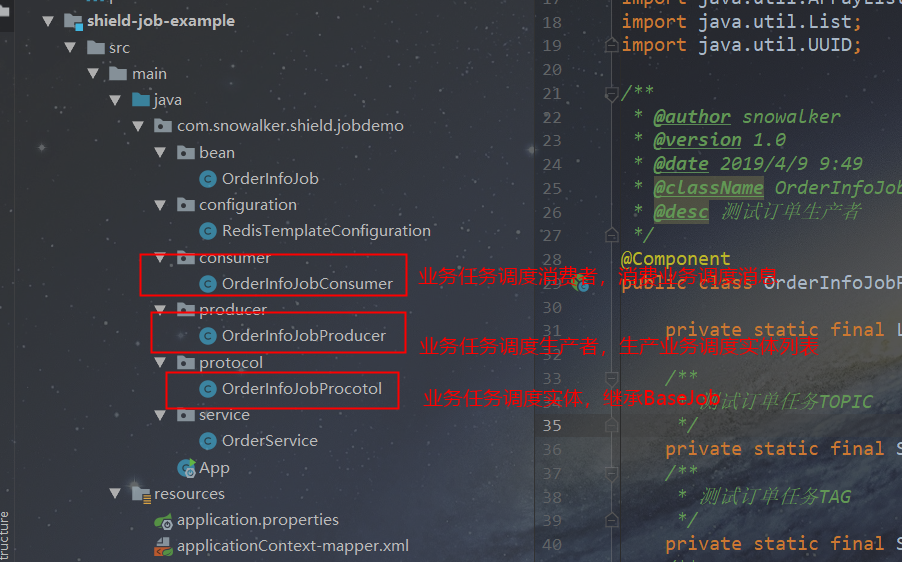 shield-job-example
src
main
java
com.snowalker.shield.jobdemo
bean
OrderInfoJob
configuration
RedisTemplateConfiguration
consumer
OrderInfoJobConsumer
业务任务调度消费者，消费业务调度消息
producer
OrderInfoJobProducer
业务任务调度生产者，生产业务调度实体列表
protocol
OrderInfoJobProcotol
业务任务调度实体，继承BaseJob
service
OrderService
App
resources
application.properties
applicationContext-mapper.xml
tructure
18 import java.util.List;
19 import java.util.UUID;
20
21 /**
22 * @author snowalker
23 * @version 1.0
24 * @date 2019/4/9 9:49
25 * @className OrderInfoJob
26 * @desc 测试订单生产者
27 */
28 @Component
29 public class OrderInfoJobP
30
31 private static final L
32
33 /**
* 测试订单任务TOPIC
35 */
36 private static final S
37 /**
38 * 测试订单任务TAG
39 */
40 private static final S